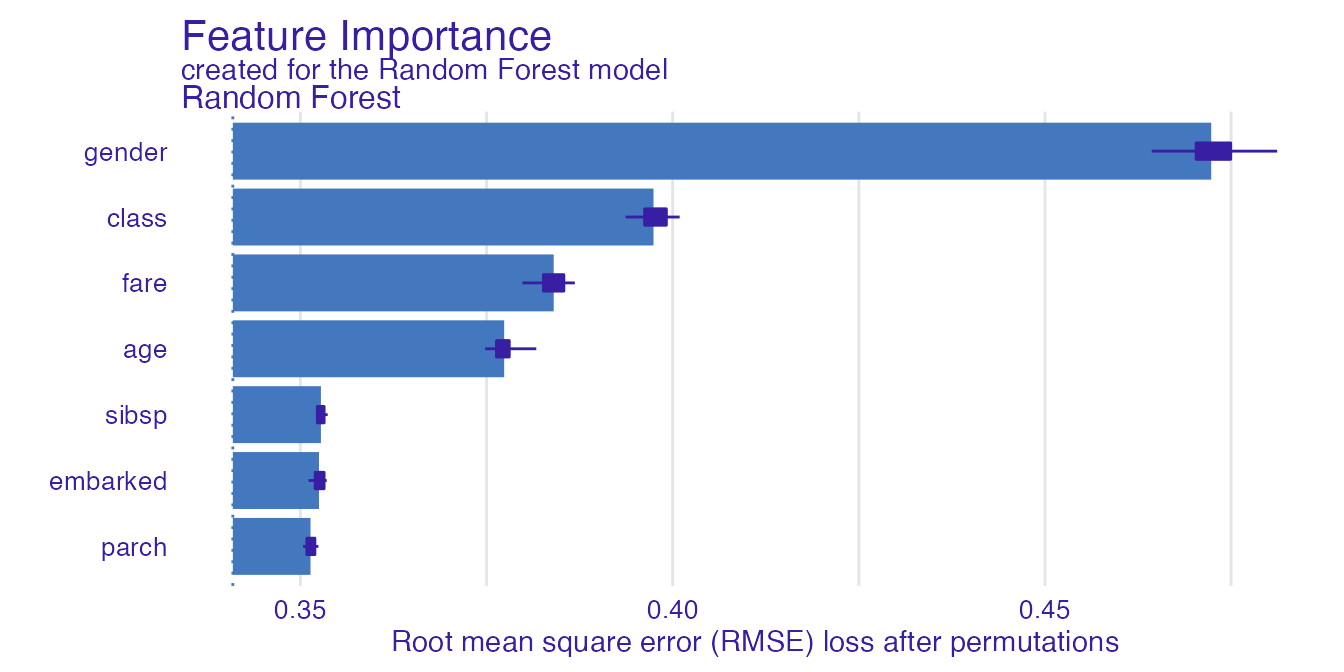 Feature Importance
created for the Random Forest model
Random Forest
gender
class
fare
age
sibsp
embarked
parch
0.35 0.40 0.45
Root mean square error (RMSE) loss after permutations